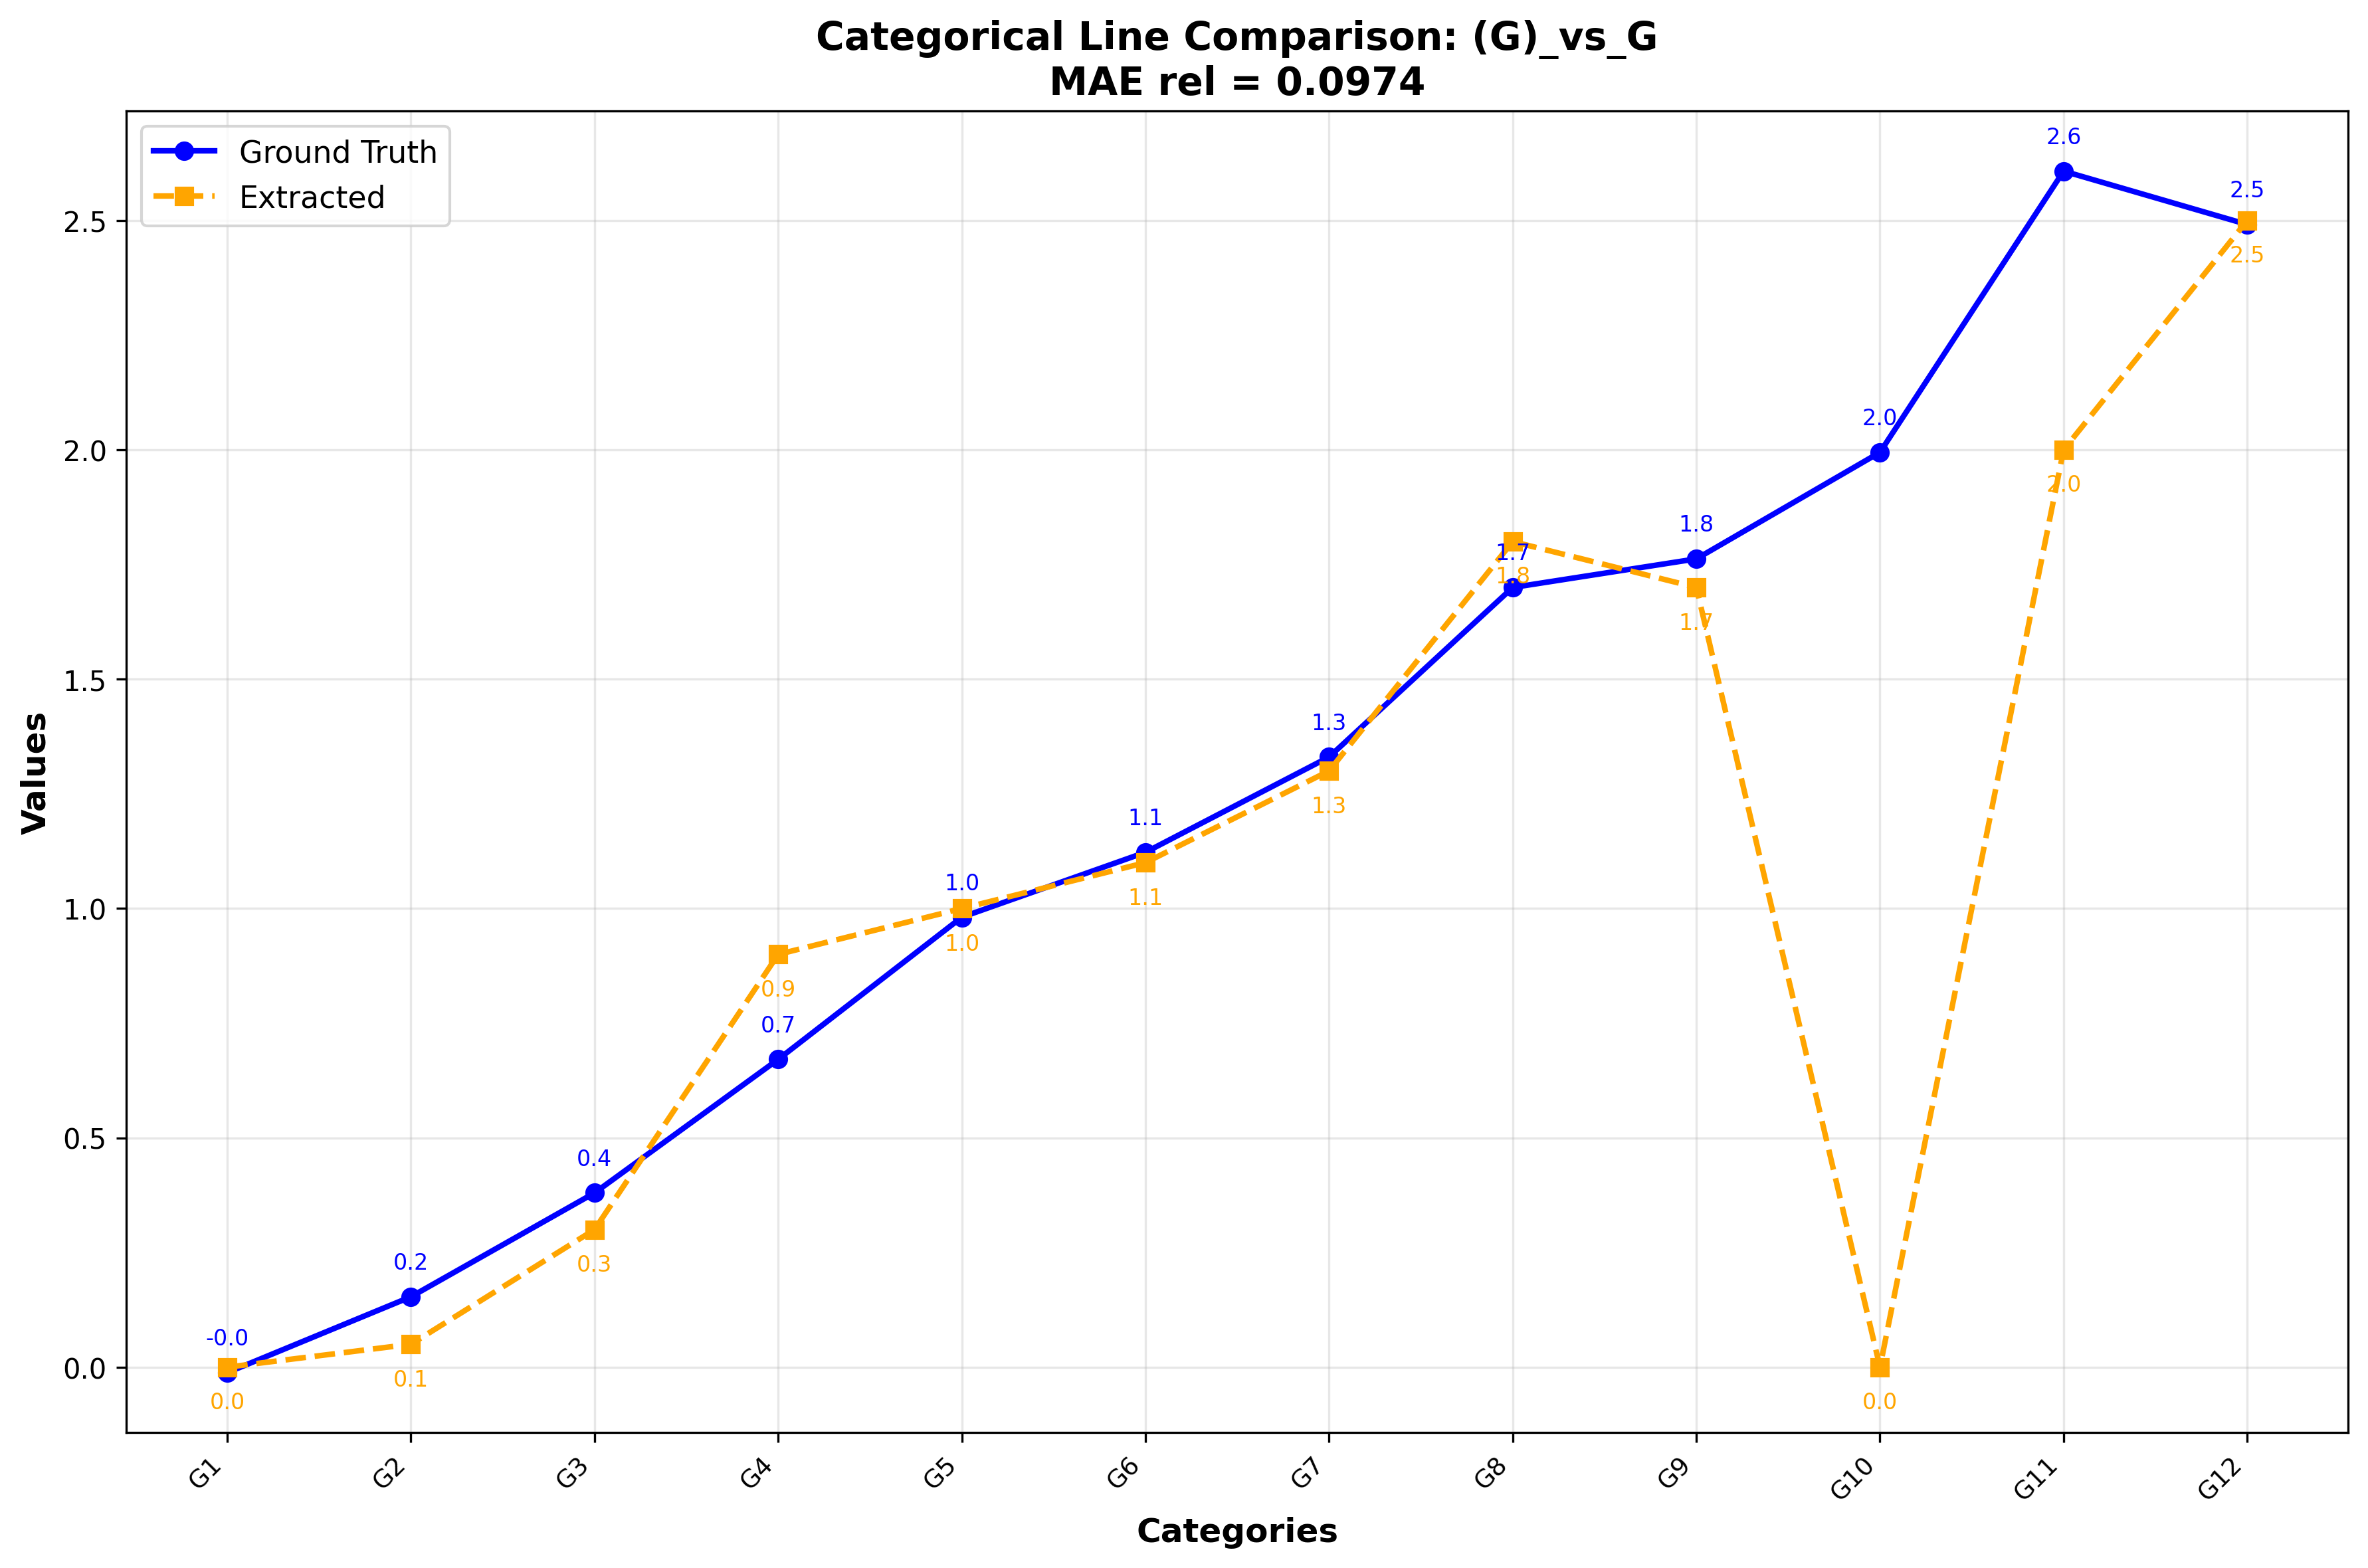 Categorical Line Comparison: (G)_vs_G
MAE rel = 0.0974
Ground Truth
Extracted
Values
2.5
2.0
1.5
1.0
0.5
0.0
-0.0
0.2
0.4
0.7
1.0
1.1
1.3
1.7
1.8
2.0
2.6
2.5
0.0
0.1
0.3
0.9
1.0
1.1
1.3
1.8
1.7
0.0
2.0
2.5
G1
G2
G3
G4
G5
G6
G7
G8
G9
G10
G11
G12
Categories